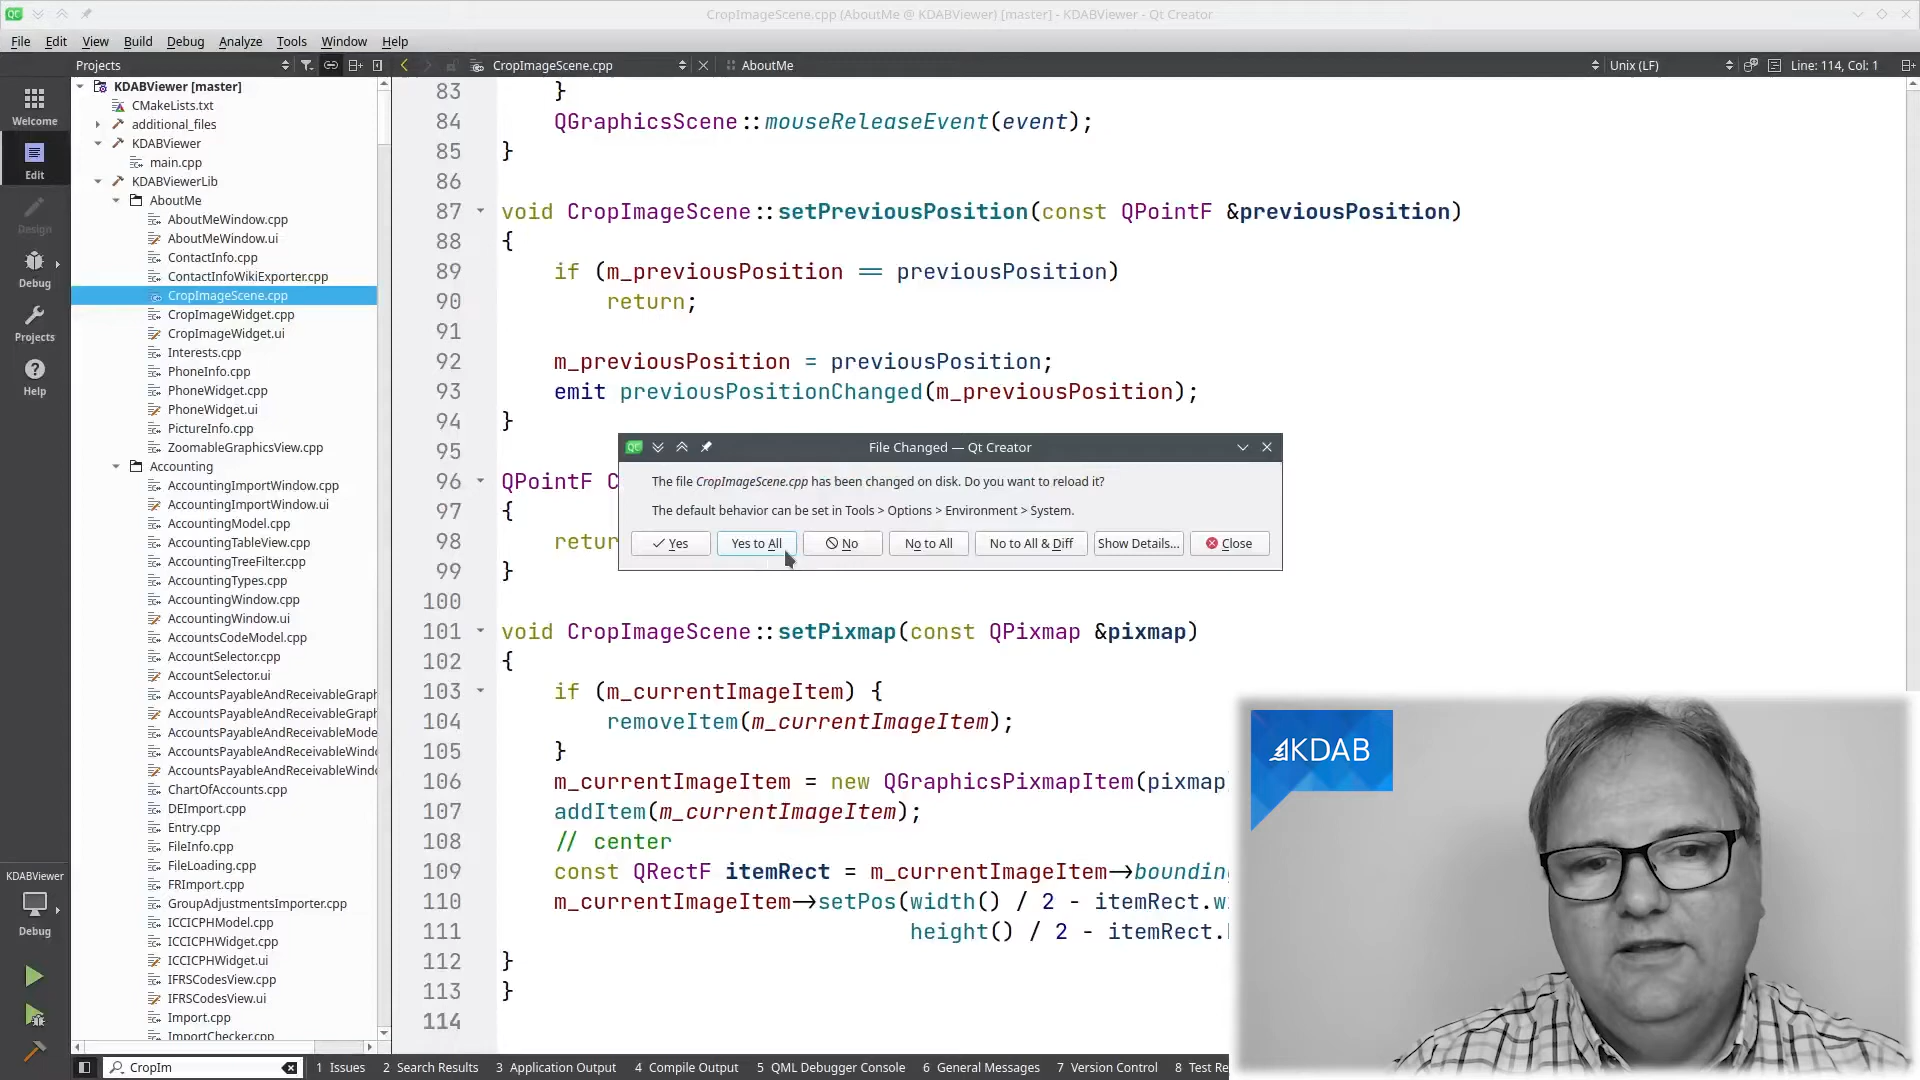 CropImageScene.cpp (AboutMe @ KDABViewer) [master] - KDABViewer - Qt Creator
File Edit View Build Debug Analyze Tools Window Help
Projects
CropImageScene.cpp
AboutMe
Unix (LF)
Line: 114, Col: 1
Welcome
Edit
Design
Debug
Projects
Help
KDABViewer
Debug
KDABViewer [master]
CMakeLists.txt
additional_files
KDABViewer
main.cpp
KDABViewerLib
AboutMe
AboutMeWindow.cpp
AboutMeWindow.ui
ContactInfo.cpp
ContactInfoWikiExporter.cpp
CropImageScene.cpp
CropImageWidget.cpp
CropImageWidget.ui
Interests.cpp
PhoneInfo.cpp
PhoneWidget.cpp
PhoneWidget.ui
PictureInfo.cpp
ZoomableGraphicsView.cpp
Accounting
AccountingImportWindow.cpp
AccountingImportWindow.ui
AccountingModel.cpp
AccountingTableView.cpp
AccountingTreeFilter.cpp
AccountingTypes.cpp
AccountingWindow.cpp
AccountingWindow.ui
AccountsCodeModel.cpp
AccountSelector.cpp
AccountSelector.ui
AccountsPayableAndReceivableGraph
AccountsPayableAndReceivableGraph
AccountsPayableAndReceivableMode
AccountsPayableAndReceivableWindo
AccountsPayableAndReceivableWindo
ChartOfAccounts.cpp
DEImport.cpp
Entry.cpp
FileInfo.cpp
FileLoading.cpp
FRImport.cpp
GroupAdjustmentsImporter.cpp
ICCICPHModel.cpp
ICCICPHWidget.cpp
ICCICPHWidget.ui
IFRSCodesView.cpp
IFRSCodesView.ui
Import.cpp
ImportChecker.cpp
83 }
84 QGraphicsScene::mouseReleaseEvent(event);
85 }
86
87 void CropImageScene::setPreviousPosition(const QPointF &previousPosition)
88 {
89 if (m_previousPosition == previousPosition)
90 return;
91
92 m_previousPosition = previousPosition;
93 emit previousPositionChanged(m_previousPosition);
94 }
95
96 QPointF C
97 {
98 retur
99 }
100
101 void CropImageScene::setPixmap(const QPixmap &pixmap)
102 {
103 if (m_currentImageItem) {
104 removeItem(m_currentImageItem);
105 }
106 m_currentImageItem = new QGraphicsPixmapItem(pixmap
107 addItem(m_currentImageItem);
108 // center
109 const QRectF itemRect = m_currentImageItem->boundin
110 m_currentImageItem->setPos(width() / 2 - itemRect.w
111 height() / 2 - itemRect.
112 }
113 }
114
File Changed — Qt Creator
The file CropImageScene.cpp has been changed on disk. Do you want to reload it?
The default behavior can be set in Tools > Options > Environment > System.
Yes
Yes to All
No
No to All
No to All & Diff
Show Details...
Close
KDAB
CropIm
1 Issues 2 Search Results 3 Application Output 4 Compile Output 5 QML Debugger Console 6 General Messages 7 Version Control 8 Test Re